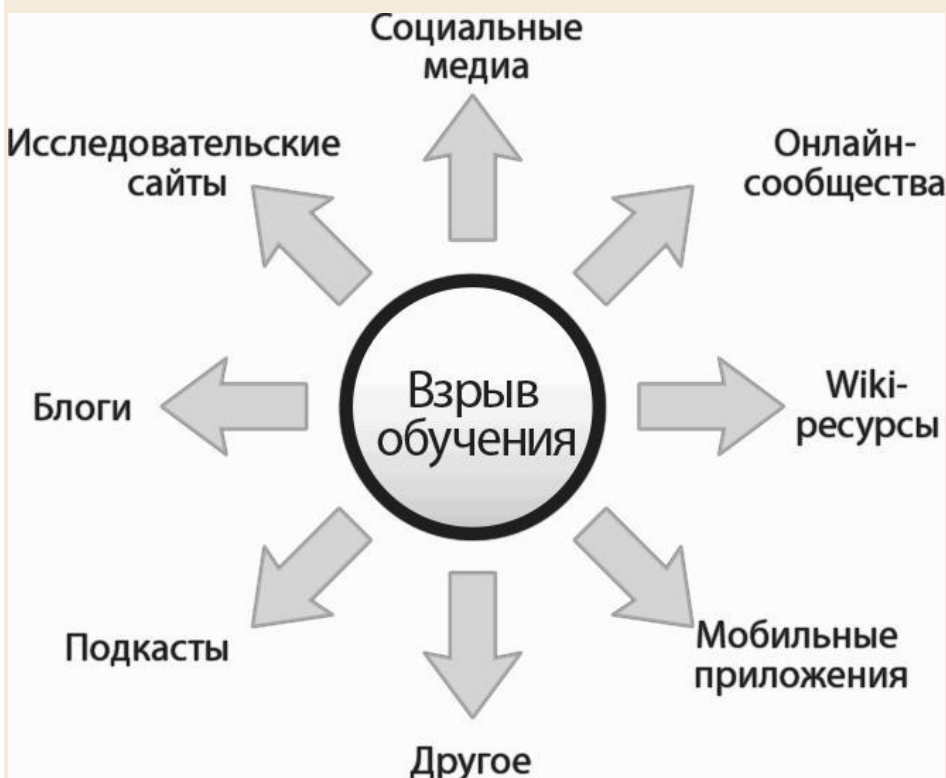 Социальные
медиа
Исследовательские
сайты
Онлайн-
сообщества
Взрыв
обучения
Блоги
Wiki-
ресурсы
Подкасты
Мобильные
приложения
Другое